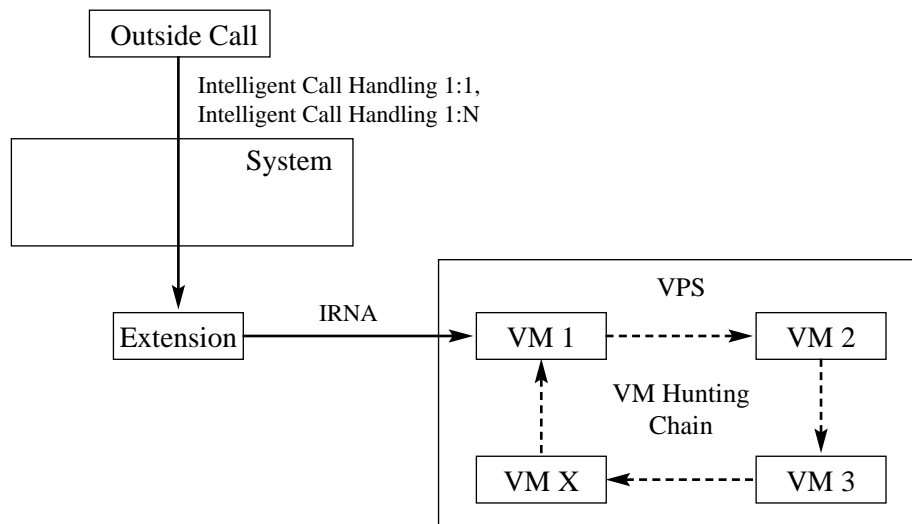 Outside Call
Intelligent Call Handling 1:1,
Intelligent Call Handling 1:N
System
VPS
IRNA
Extension
VM 1
VM 2
VM Hunting
Chain
VM X
VM 3